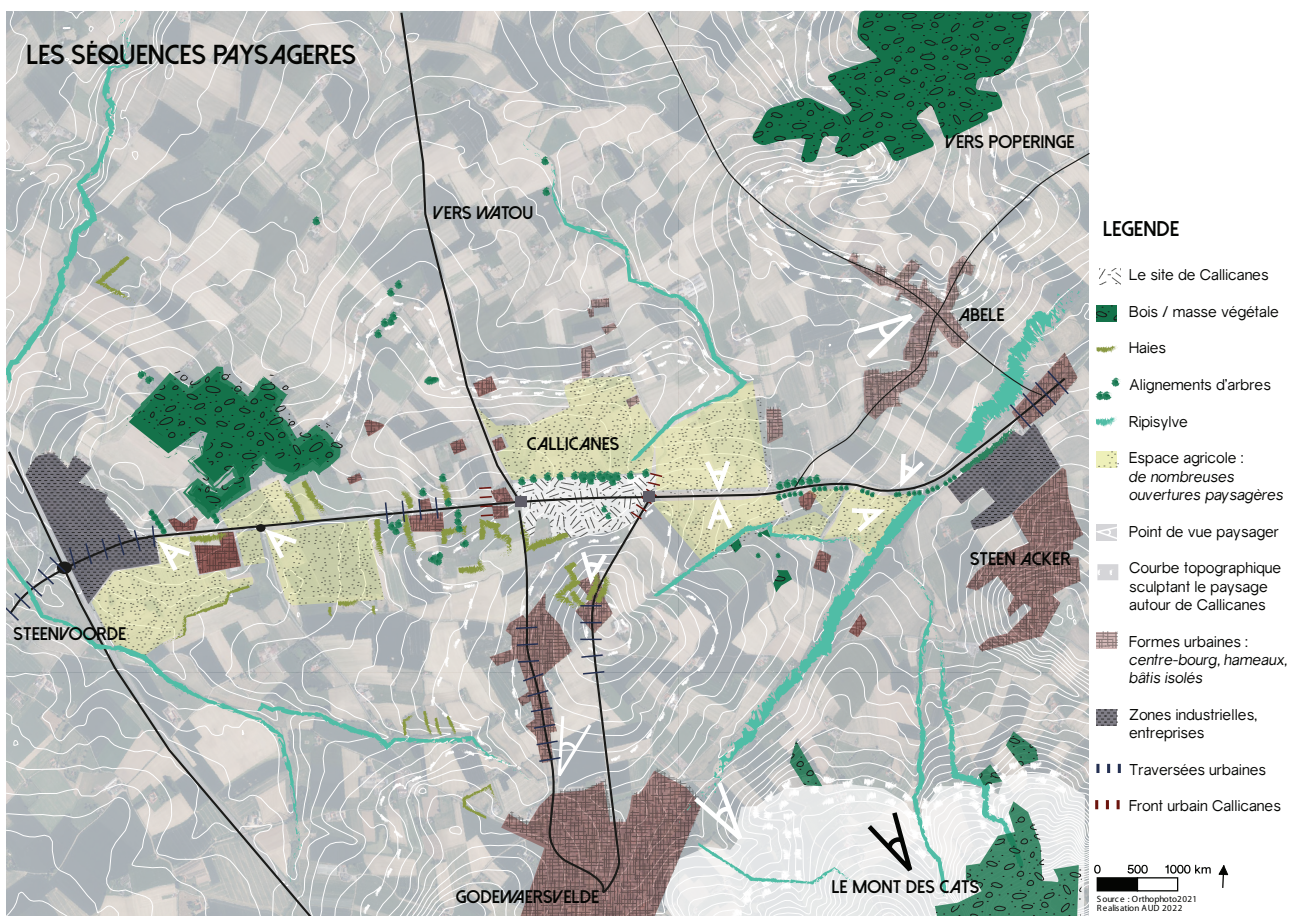 LES SÉQUENCES PAYSAGERES
VERS POPERINGE
VERS WATOU
ABELE
CALLICANES
STEEN ACKER
STEENVOORDE
GODEWAERSVELDE
LE MONT DES CATS
LEGENDE
Le site de Callicanes
Bois / masse végétale
Haies
Alignements d'arbres
Ripisylve
Espace agricole :
de nombreuses
ouvertures paysagères
Point de vue paysager
Courbe topographique
sculptant le paysage
autour de Callicanes
Formes urbaines :
centre-bourg, hameaux,
bâtis isolés
Zones industrielles,
entreprises
Traversées urbaines
Front urbain Callicanes
0 500 1000 km
Source : Orthophoto2021
Realisation AUD 2022